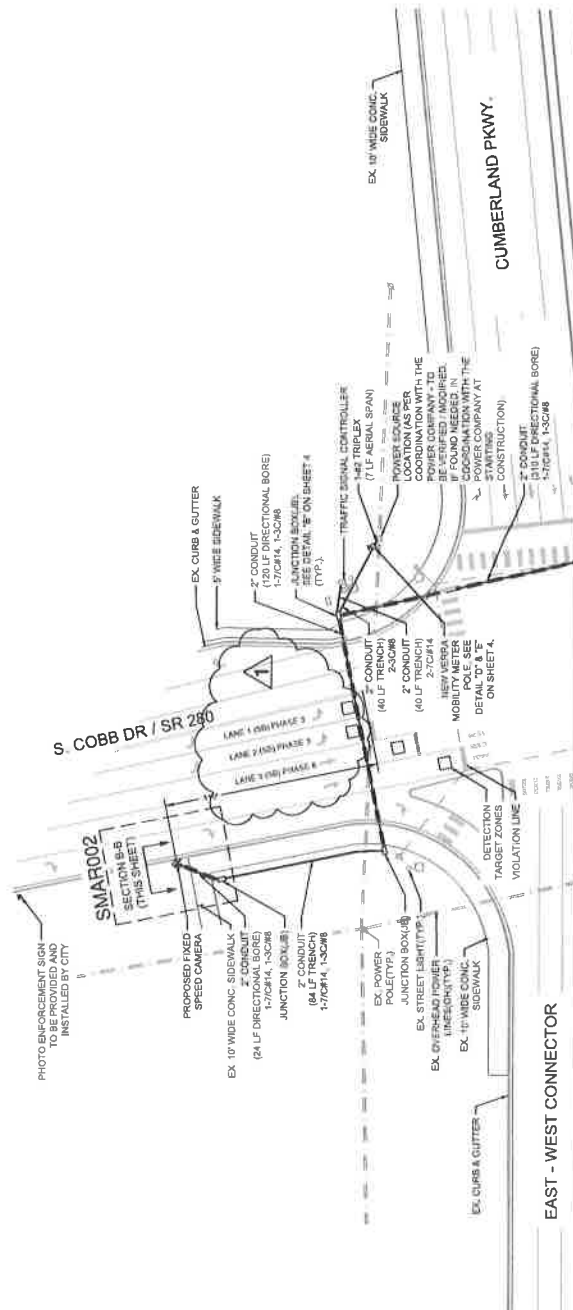 PHOTO ENFORCEMENT SIGN
TO BE PROVIDED AND
INSTALLED BY CITY
SMAR002
SECTION B-B
(THIS SHEET)
PROPOSED FIXED
SPEED CAMERA
EX. 10' WIDE CONC. SIDEWALK
2" CONDUIT
(24 LF DIRECTIONAL BORE)
1-7/C#14, 1-3C/#8
JUNCTION BOX(JB)
2" CONDUIT
(84 LF TRENCH)
1-7/C#14, 1-3C/#8
EX. POWER
POLE(TYP.)
JUNCTION BOX(JB)
EX. STREET LIGHT(TYP.)
EX. OVERHEAD POWER
LINES(OH)(TYP.)
EX. 10' WIDE CONC.
SIDEWALK
EX. CURB & GUTTER
EAST - WEST CONNECTOR
S. COBB DR / SR 280
LANE 1 (SB) PHASE
LANE 2 (SB) PHASE
LANE 3 (SB) PHASE
1
EX. CURB & GUTTER
5' WIDE SIDEWALK
2" CONDUIT
(120 LF DIRECTIONAL BORE)
1-7/C#14, 1-3C/#8
JUNCTION BOX(JB),
SEE DETAIL "B" ON SHEET 4
(TYP.)
TRAFFIC SIGNAL CONTROLLER
1-#2 TRIPLEX
(7 LF AERIAL SPAN)
POWER SOURCE
LOCATION (AS PER
COORDINATION WITH THE
POWER COMPANY - TO
BE VERIFIED / MODIFIED,
IF FOUND NEEDED, IN
COORDINATION WITH THE
POWER COMPANY AT
STARTING
CONSTRUCTION)
2" CONDUIT
(310 LF DIRECTIONAL BORE)
1-7/C#14, 1-3C/#8
2" CONDUIT
(40 LF TRENCH)
2-3C/#8
2" CONDUIT
(40 LF TRENCH)
2-7C/#14
NEW VERRA
MOBILITY METER
POLE, SEE
DETAIL "D" & "E"
ON SHEET 4.
DETECTION
TARGET ZONES
VIOLATION LINE
EX. 10' WIDE CONC.
SIDEWALK
CUMBERLAND PKWY.